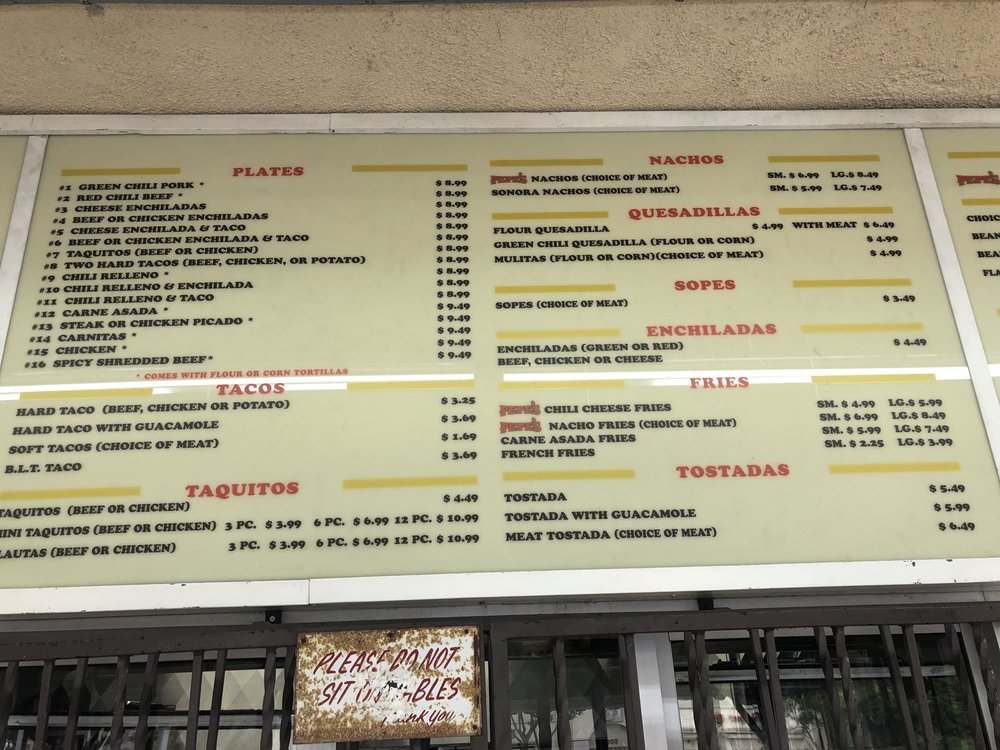 PLATES
#1 GREEN CHILI PORK * $ 8.99
#2 RED CHILI BEEF * $ 8.99
#3 CHEESE ENCHILADAS $ 8.99
#4 BEEF OR CHICKEN ENCHILADAS $ 8.99
#5 CHEESE ENCHILADA & TACO $ 8.99
#6 BEEF OR CHICKEN ENCHILADA & TACO $ 8.99
#7 TAQUITOS (BEEF OR CHICKEN) $ 8.99
#8 TWO HARD TACOS (BEEF, CHICKEN, OR POTATO) $ 8.99
#9 CHILI RELLENO * $ 8.99
#10 CHILI RELLENO & ENCHILADA $ 8.99
#11 CHILI RELLENO & TACO $ 8.99
#12 CARNE ASADA * $ 9.49
#13 STEAK OR CHICKEN PICADO * $ 9.49
#14 CARNITAS * $ 9.49
#15 CHICKEN * $ 9.49
#16 SPICY SHREDDED BEEF* $ 9.49
* COMES WITH FLOUR OR CORN TORTILLAS
TACOS
HARD TACO (BEEF, CHICKEN OR POTATO) $ 3.25
HARD TACO WITH GUACAMOLE $ 3.69
SOFT TACOS (CHOICE OF MEAT) $ 1.69
B.L.T. TACO $ 3.69
TAQUITOS
TAQUITOS (BEEF OR CHICKEN) $ 4.49
INI TAQUITOS (BEEF OR CHICKEN) 3 PC. $ 3.99 6 PC. $ 6.99 12 PC. $ 10.99
LAUTAS (BEEF OR CHICKEN) 3 PC. $ 3.99 6 PC. $ 6.99 12 PC. $ 10.99
NACHOS
PEPE'S NACHOS (CHOICE OF MEAT) SM. $ 6.99 LG.$ 8.49
SONORA NACHOS (CHOICE OF MEAT) SM. $ 5.99 LG.$ 7.49
QUESADILLAS
FLOUR QUESADILLA $ 4.99 WITH MEAT $ 6.49
GREEN CHILI QUESADILLA (FLOUR OR CORN) $ 4.99
MULITAS (FLOUR OR CORN)(CHOICE OF MEAT) $ 4.99
SOPES
SOPES (CHOICE OF MEAT) $ 3.49
ENCHILADAS
ENCHILADAS (GREEN OR RED) $ 4.49
BEEF, CHICKEN OR CHEESE
FRIES
PEPE'S CHILI CHEESE FRIES SM. $ 4.99 LG.$ 5.99
PEPE'S NACHO FRIES (CHOICE OF MEAT) SM. $ 6.99 LG.$ 8.49
CARNE ASADA FRIES SM. $ 5.99 LG.$ 7.49
FRENCH FRIES SM. $ 2.25 LG.$ 3.99
TOSTADAS
TOSTADA $ 5.49
TOSTADA WITH GUACAMOLE $ 5.99
MEAT TOSTADA (CHOICE OF MEAT) $ 6.49
PEPE'S
PLEASE DO NOT
SIT ON TABLES
Thank you